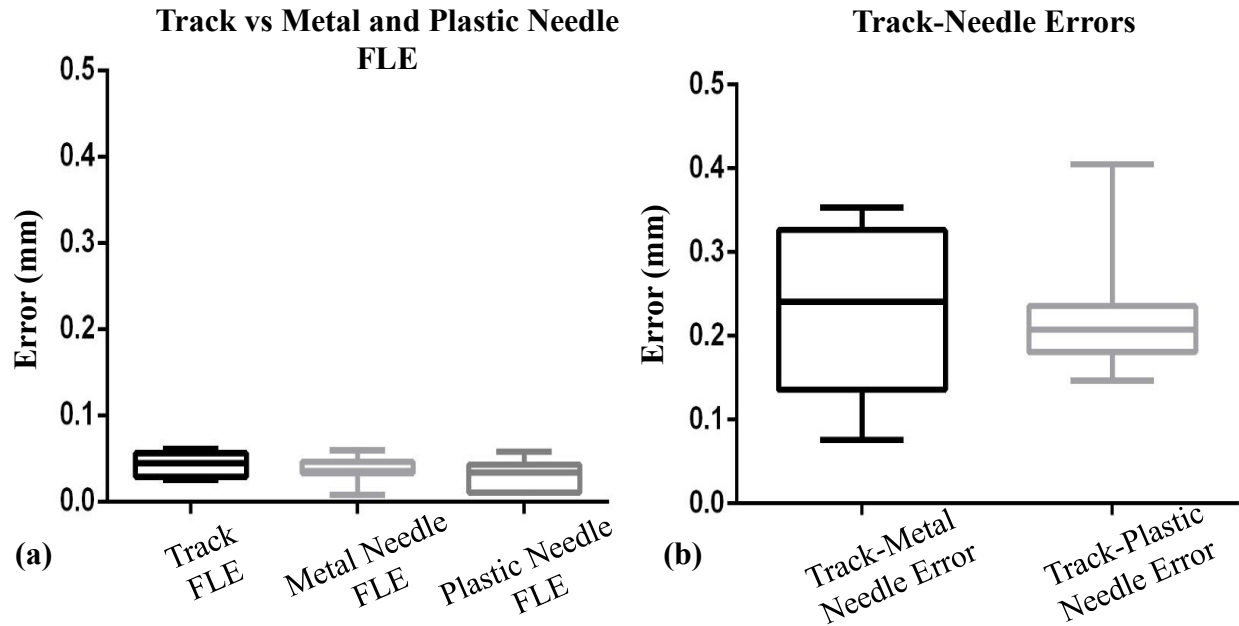 Track vs Metal and Plastic Needle
FLE
0.5
0.4
0.3
0.2
0.1
0.0
Error (mm)
Track
FLE
Metal Needle
FLE
Plastic Needle
FLE
(a)
Track-Needle Errors
0.5
0.4
0.3
0.2
0.1
0.0
Error (mm)
Track-Metal
Needle Error
Track-Plastic
Needle Error
(b)